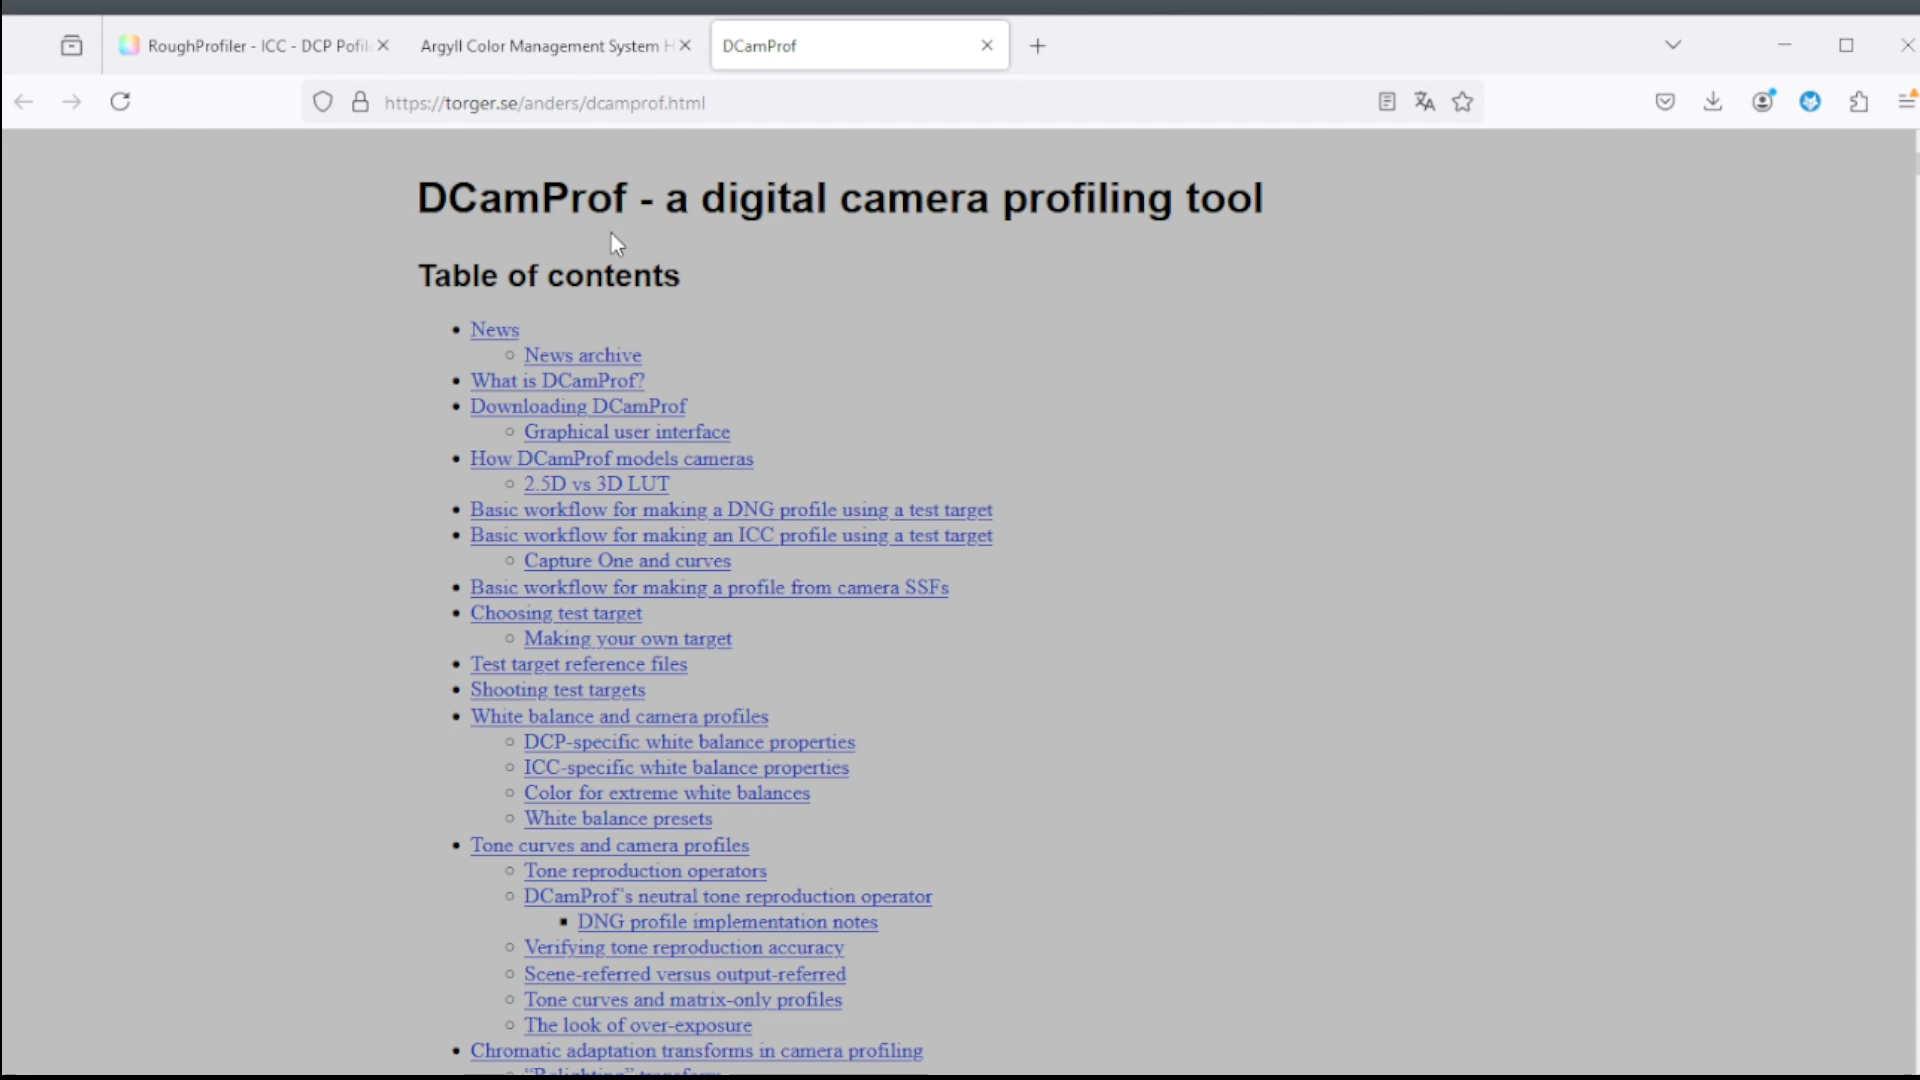 RoughProfiler - ICC - DCP Pofil
Argyll Color Management System H
DCamProf
https://torger.se/anders/dcamprof.html
DCamProf - a digital camera profiling tool
Table of contents
News
News archive
What is DCamProf?
Downloading DCamProf
Graphical user interface
How DCamProf models cameras
2.5D vs 3D LUT
Basic workflow for making a DNG profile using a test target
Basic workflow for making an ICC profile using a test target
Capture One and curves
Basic workflow for making a profile from camera SSFs
Choosing test target
Making your own target
Test target reference files
Shooting test targets
White balance and camera profiles
DCP-specific white balance properties
ICC-specific white balance properties
Color for extreme white balances
White balance presets
Tone curves and camera profiles
Tone reproduction operators
DCamProf's neutral tone reproduction operator
DNG profile implementation notes
Verifying tone reproduction accuracy
Scene-referred versus output-referred
Tone curves and matrix-only profiles
The look of over-exposure
Chromatic adaptation transforms in camera profiling
"Relighting" transform